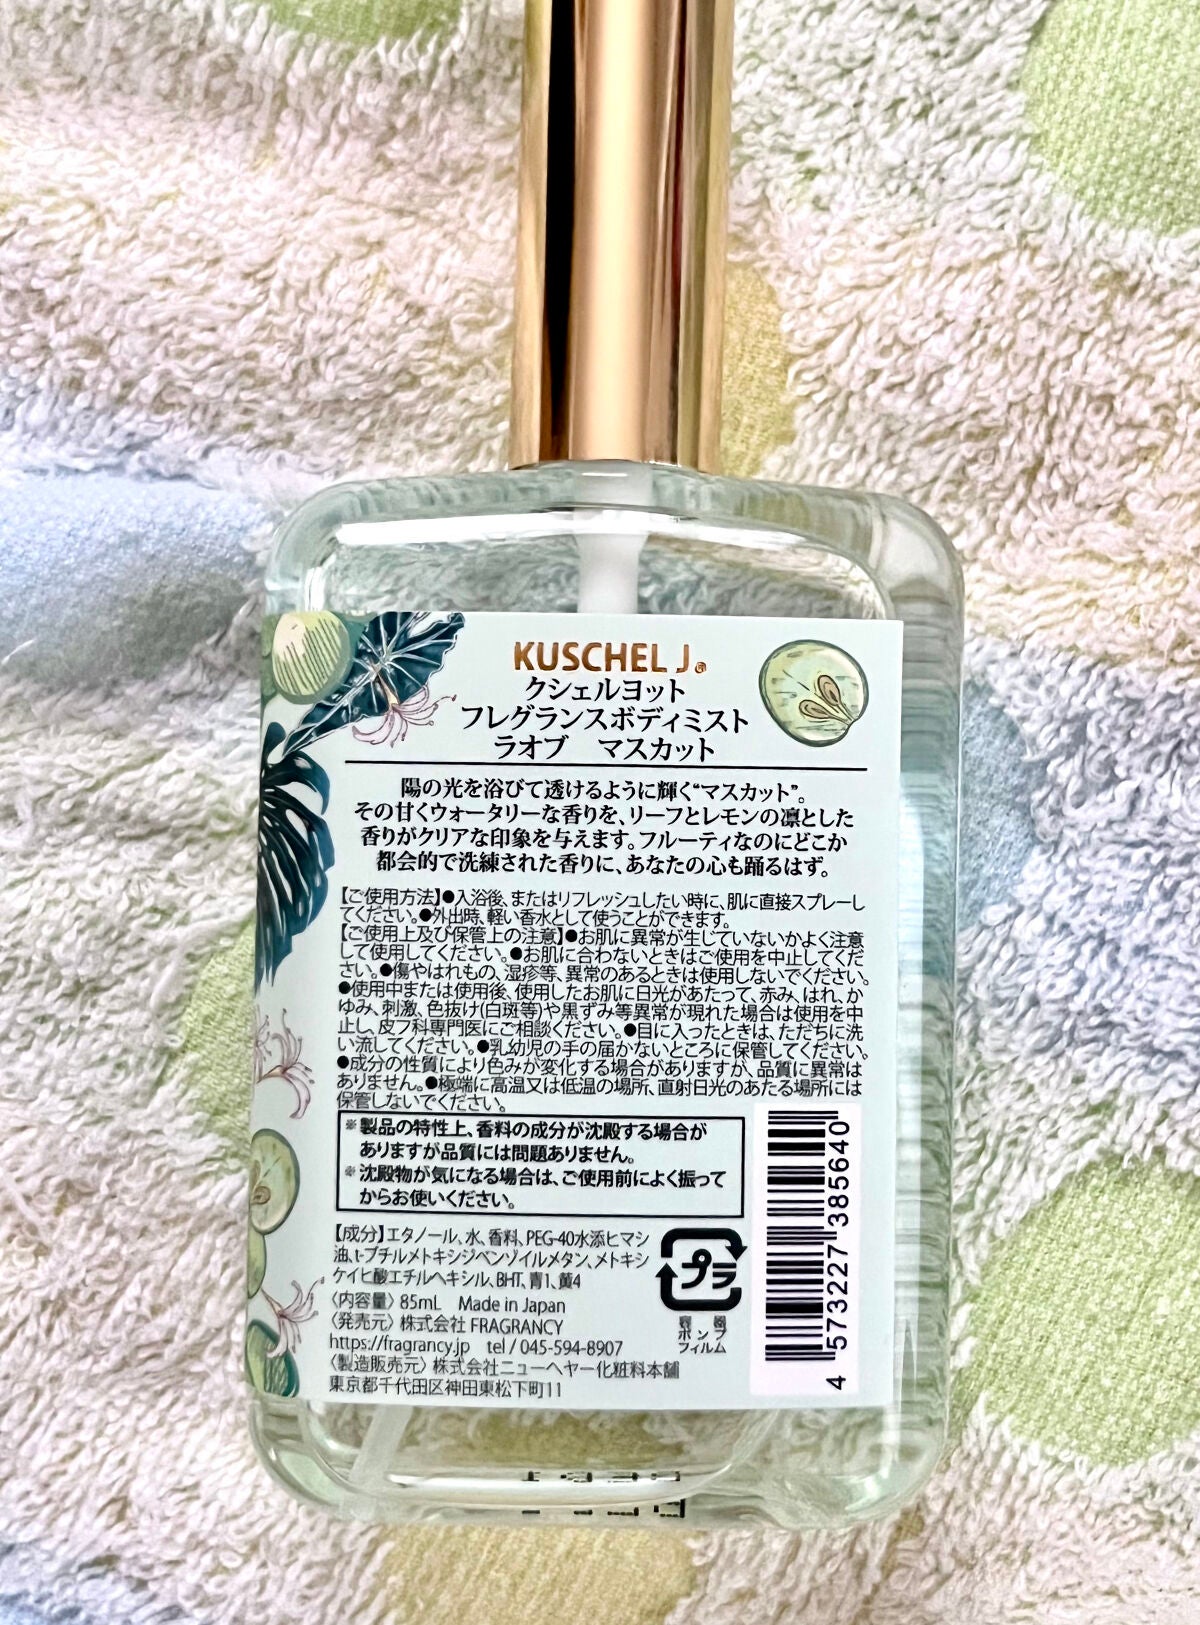 KUSCHEL J®
クシェルヨット
フレグランスボディミスト
ラオブ　マスカット
陽の光を浴びて透けるように輝く“マスカット”。
その甘くウォータリーな香りを、リーフとレモンの凛とした
香りがクリアな印象を与えます。フルーティなのにどこか
都会的で洗練された香りに、あなたの心も踊るはず。
【ご使用方法】●入浴後、またはリフレッシュしたい時に、肌に直接スプレーし
てください。●外出時、軽い香水として使うことができます。
【ご使用上及び保管上の注意】●お肌に異常が生じていないかよく注意
して使用してください。●お肌に合わないときはご使用を中止してくだ
さい。●傷やはれもの、湿疹等、異常のあるときは使用しないでください。
●使用中または使用後、使用したお肌に日光があたって、赤み、はれ、か
ゆみ、刺激、色抜け(白斑等)や黒ずみ等異常が現れた場合は使用を中
止し、皮フ科専門医にご相談ください。●目に入ったときは、ただちに洗
い流してください。●乳幼児の手の届かないところに保管してください。
●成分の性質により色みが変化する場合がありますが、品質に異常は
ありません。●極端に高温又は低温の場所、直射日光のあたる場所には
保管しないでください。
※製品の特性上、香料の成分が沈殿する場合が
ありますが品質には問題ありません。
※沈殿物が気になる場合は、ご使用前によく振って
からお使いください。
【成分】エタノール、水、香料、PEG-40水添ヒマシ
油、t-ブチルメトキシジベンゾイルメタン、メトキシ
ケイヒ酸エチルヘキシル、BHT、青1、黄4
〈内容量〉85mL　Made in Japan
〈発売元〉株式会社 FRAGRANCY
https://fragrancy.jp　tel / 045-594-8907
〈製造販売元〉株式会社ニューヘヤー化粧料本舗
東京都千代田区神田東松下町11
プラ
容器
ポンプ
フィルム
4 573227 385640